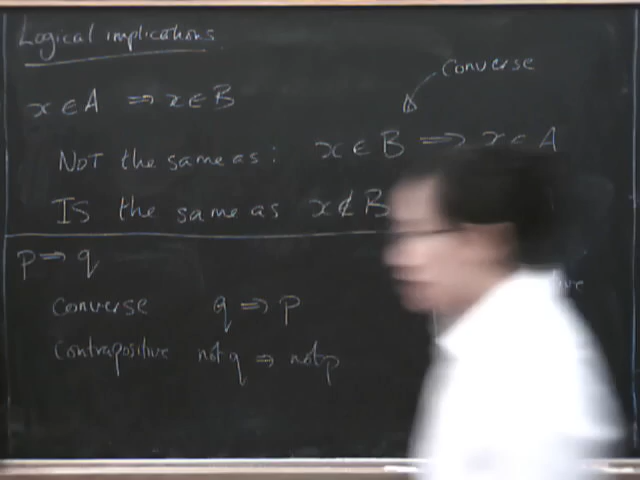 Logical implications
Converse
x ∈ A ⇒ x ∈ B
NOT the same as: x ∈ B ⇒ x ∈ A
IS the same as x ∉ B
p ⇒ q
Converse q ⇒ p
Contrapositive not q ⇒ not p